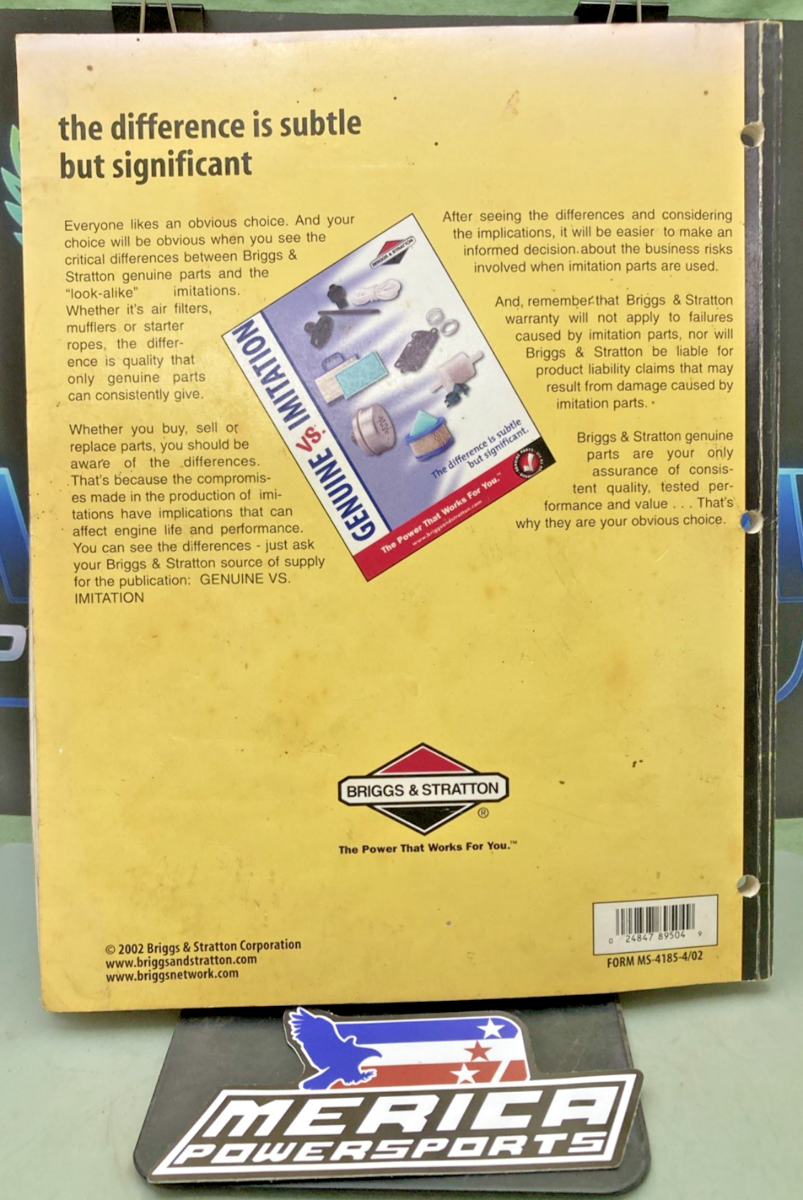 the difference is subtle
but significant
Everyone likes an obvious choice. And your
choice will be obvious when you see the
critical differences between Briggs &
Stratton genuine parts and the
"look-alike" imitations.
Whether it's air filters,
mufflers or starter
ropes, the differ-
ence is quality that
only genuine parts
can consistently give.
Whether you buy, sell or
replace parts, you should be
aware of the differences.
That's because the compromis-
es made in the production of imi-
tations have implications that can
affect engine life and performance.
You can see the differences - just ask
your Briggs & Stratton source of supply
for the publication: GENUINE VS.
IMITATION
BRIGGS & STRATTON
GENUINE VS. IMITATION
The difference is subtle
but significant.
The Power That Works For You.™
www.briggsandstratton.com
After seeing the differences and considering
the implications, it will be easier to make an
informed decision about the business risks
involved when imitation parts are used.
And, remember that Briggs & Stratton
warranty will not apply to failures
caused by imitation parts, nor will
Briggs & Stratton be liable for
product liability claims that may
result from damage caused by
imitation parts.
Briggs & Stratton genuine
parts are your only
assurance of consis-
tent quality, tested per-
formance and value . . . That's
why they are your obvious choice.
BRIGGS & STRATTON
®
The Power That Works For You.™
© 2002 Briggs & Stratton Corporation
www.briggsandstratton.com
www.briggsnetwork.com
0 24847 89504 9
FORM MS-4185-4/02
MERICA
POWERSPORTS